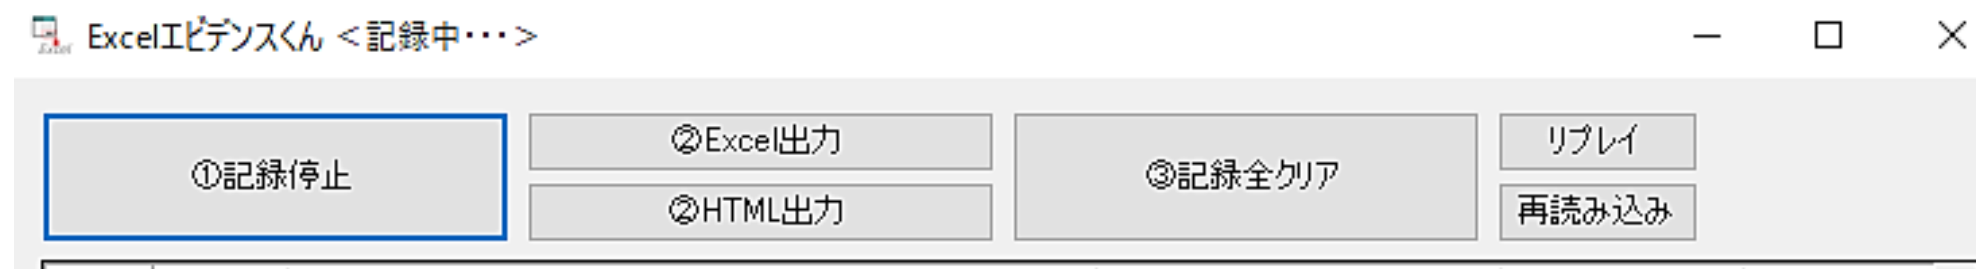 Excelエビデンスくん ＜記録中・・・＞
①記録停止
②Excel出力
②HTML出力
③記録全クリア
リプレイ
再読み込み